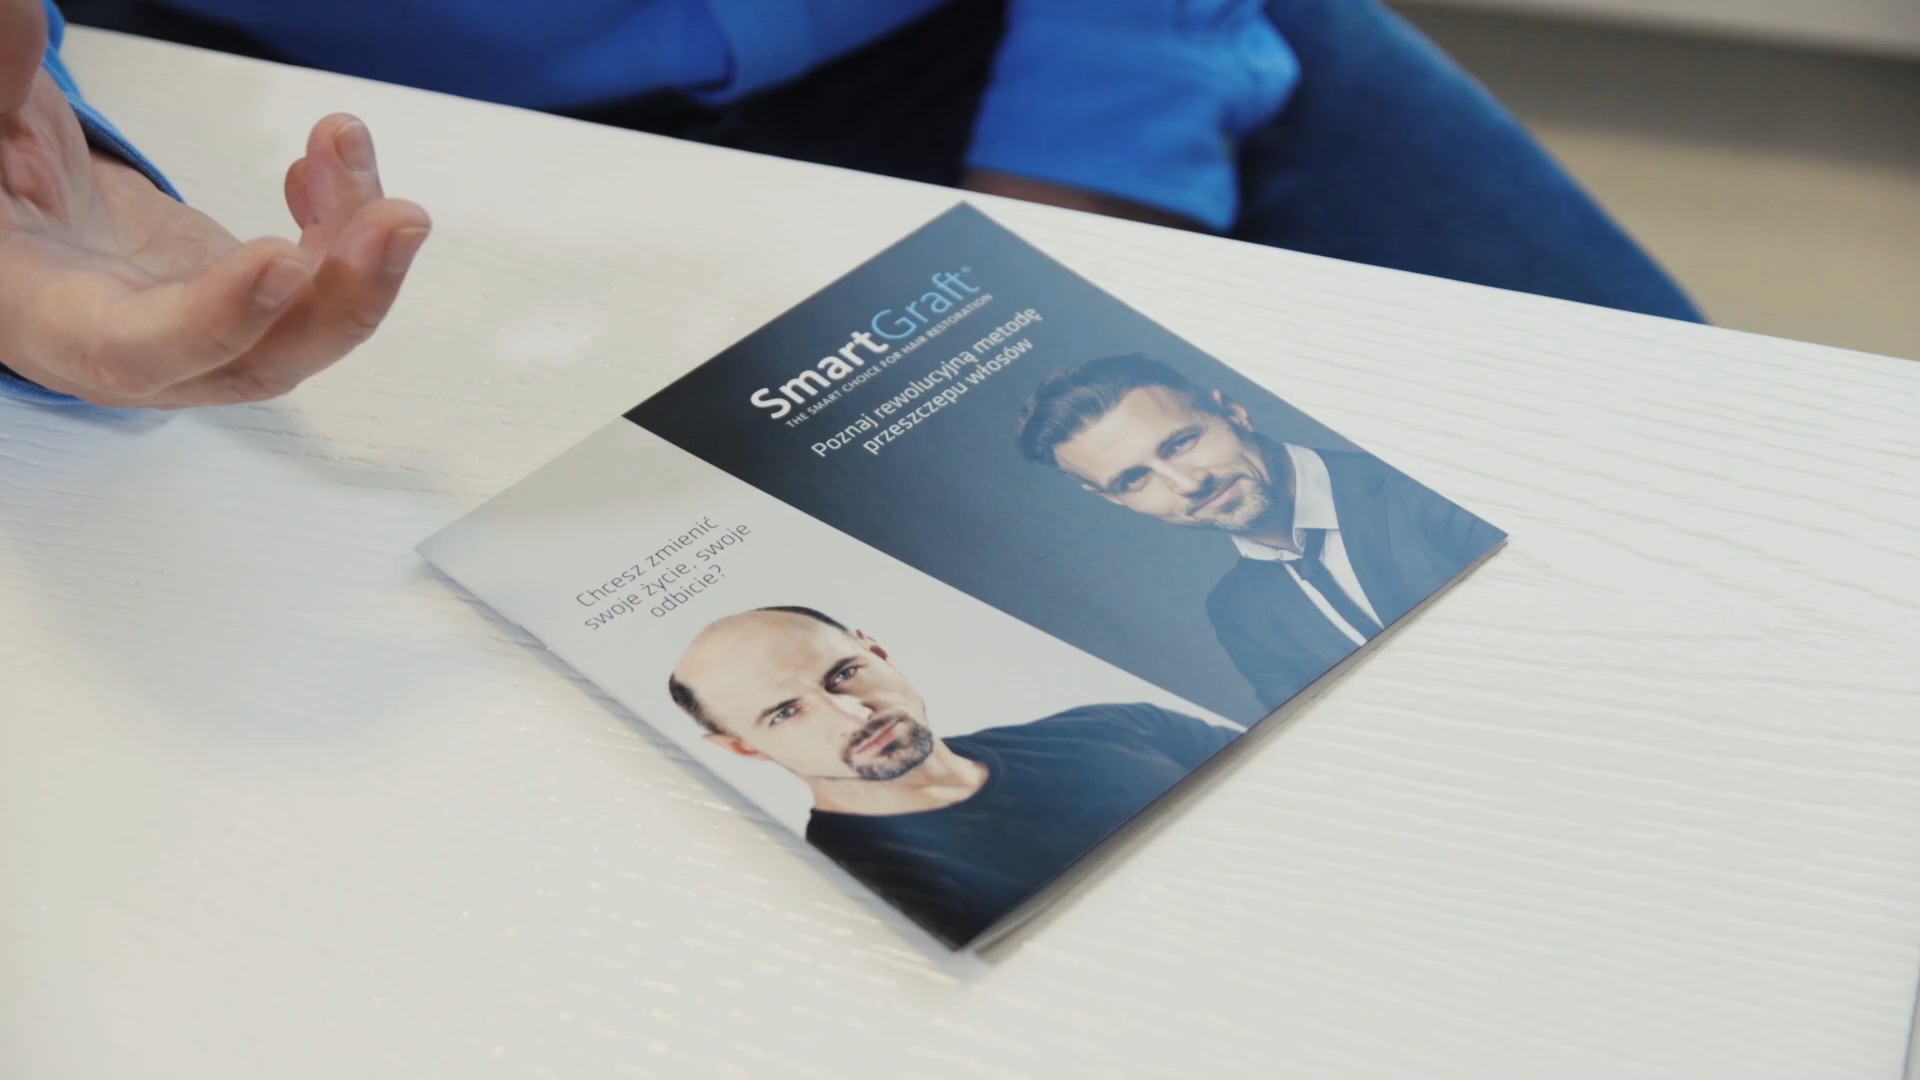 SmartGraft®
THE SMART CHOICE FOR HAIR RESTORATION
Poznaj rewolucyjną metodę
przeszczepu włosów
Chcesz zmienić
swoje życie, swoje
odbicie?